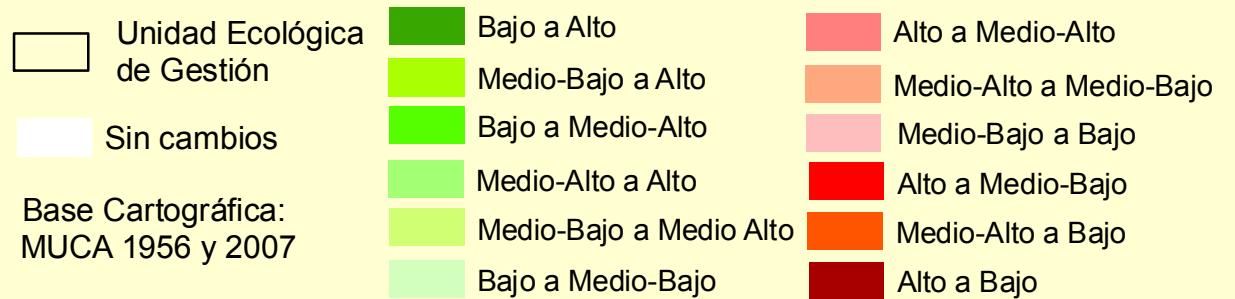 Unidad Ecológica
de Gestión
Sin cambios
Base Cartográfica:
MUCA 1956 y 2007
Bajo a Alto
Medio-Bajo a Alto
Bajo a Medio-Alto
Medio-Alto a Alto
Medio-Bajo a Medio Alto
Bajo a Medio-Bajo
Alto a Medio-Alto
Medio-Alto a Medio-Bajo
Medio-Bajo a Bajo
Alto a Medio-Bajo
Medio-Alto a Bajo
Alto a Bajo